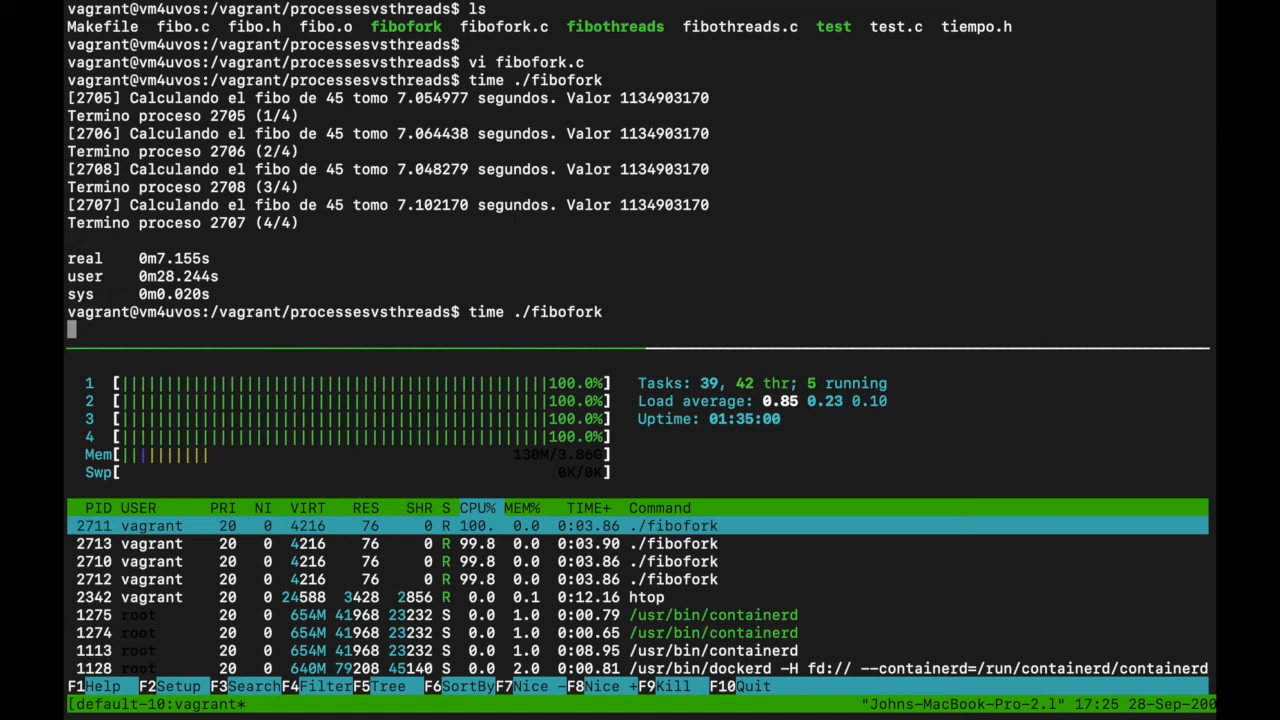 vagrant@vm4uvos:/vagrant/processesvsthreads$ ls
Makefile fibo.c fibo.h fibo.o fibofork fibofork.c fibothreads fibothreads.c test test.c tiempo.h
vagrant@vm4uvos:/vagrant/processesvsthreads$
vagrant@vm4uvos:/vagrant/processesvsthreads$ vi fibofork.c
vagrant@vm4uvos:/vagrant/processesvsthreads$ time ./fibofork
[2705] Calculando el fibo de 45 tomo 7.054977 segundos. Valor 1134903170
Termino proceso 2705 (1/4)
[2706] Calculando el fibo de 45 tomo 7.064438 segundos. Valor 1134903170
Termino proceso 2706 (2/4)
[2708] Calculando el fibo de 45 tomo 7.048279 segundos. Valor 1134903170
Termino proceso 2708 (3/4)
[2707] Calculando el fibo de 45 tomo 7.102170 segundos. Valor 1134903170
Termino proceso 2707 (4/4)
real 0m7.155s
user 0m28.244s
sys 0m0.020s
vagrant@vm4uvos:/vagrant/processesvsthreads$ time ./fibofork
1 [||||||||||||||||||||||||||||||||||||||||||||||||100.0%] Tasks: 39, 42 thr; 5 running
2 [||||||||||||||||||||||||||||||||||||||||||||||||100.0%] Load average: 0.85 0.23 0.10
3 [||||||||||||||||||||||||||||||||||||||||||||||||100.0%] Uptime: 01:35:00
4 [||||||||||||||||||||||||||||||||||||||||||||||||100.0%]
Mem[|||||||||| 130M/3.86G]
Swp[ 0K/0K]
PID USER PRI NI VIRT RES SHR S CPU% MEM% TIME+ Command
2711 vagrant 20 0 4216 76 0 R 100. 0.0 0:03.86 ./fibofork
2713 vagrant 20 0 4216 76 0 R 99.8 0.0 0:03.90 ./fibofork
2710 vagrant 20 0 4216 76 0 R 99.8 0.0 0:03.86 ./fibofork
2712 vagrant 20 0 4216 76 0 R 99.8 0.0 0:03.86 ./fibofork
2342 vagrant 20 0 24588 3428 2856 R 0.0 0.1 0:12.16 htop
1275 root 20 0 654M 41968 23232 S 0.0 1.0 0:00.79 /usr/bin/containerd
1274 root 20 0 654M 41968 23232 S 0.0 1.0 0:00.65 /usr/bin/containerd
1113 root 20 0 654M 41968 23232 S 0.0 1.0 0:08.95 /usr/bin/containerd
1128 root 20 0 640M 79208 45140 S 0.0 2.0 0:00.81 /usr/bin/dockerd -H fd:// --containerd=/run/containerd/containerd
F1Help F2Setup F3SearchF4FilterF5Tree F6SortByF7Nice -F8Nice +F9Kill F10Quit
[default-10:vagrant* "Johns-MacBook-Pro-2.l" 17:25 28-Sep-200